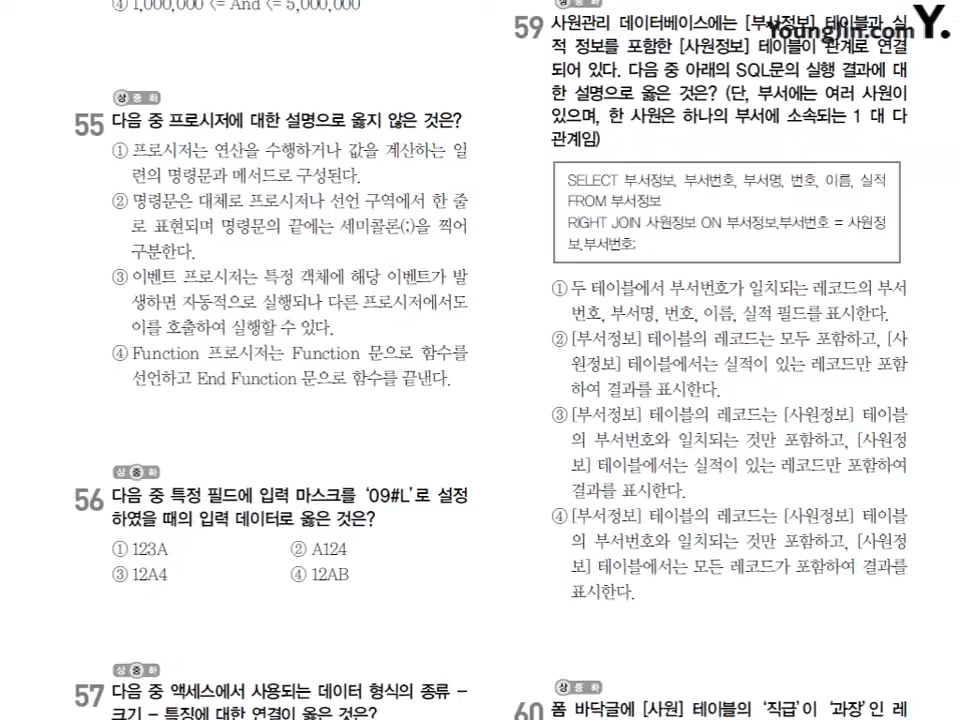 ④ 1,000,000 <= And <= 5,000,000
상 중 하
55 다음 중 프로시저에 대한 설명으로 옳지 않은 것은?
① 프로시저는 연산을 수행하거나 값을 계산하는 일
련의 명령문과 메서드로 구성된다.
② 명령문은 대체로 프로시저나 선언 구역에서 한 줄
로 표현되며 명령문의 끝에는 세미콜론(;)을 찍어
구분한다.
③ 이벤트 프로시저는 특정 객체에 해당 이벤트가 발
생하면 자동적으로 실행되나 다른 프로시저에서도
이를 호출하여 실행할 수 있다.
④ Function 프로시저는 Function 문으로 함수를
선언하고 End Function 문으로 함수를 끝낸다.
상 중 하
56 다음 중 특정 필드에 입력 마스크를 ‘09#L’로 설정
하였을 때의 입력 데이터로 옳은 것은?
① 123A ② A124
③ 12A4 ④ 12AB
상 중 하
57 다음 중 액세스에서 사용되는 데이터 형식의 종류 –
크기 – 특징에 대한 연결이 옳은 것은?
상 중 하
59 사원관리 데이터베이스에는 [부서정보] 테이블과 실
적 정보를 포함한 [사원정보] 테이블이 관계로 연결
되어 있다. 다음 중 아래의 SQL문의 실행 결과에 대
한 설명으로 옳은 것은? (단, 부서에는 여러 사원이
있으며, 한 사원은 하나의 부서에 소속되는 1 대 다
관계임)
SELECT 부서정보, 부서번호, 부서명, 번호, 이름, 실적
FROM 부서정보
RIGHT JOIN 사원정보 ON 부서정보.부서번호 = 사원정
보.부서번호;
① 두 테이블에서 부서번호가 일치되는 레코드의 부서
번호, 부서명, 번호, 이름, 실적 필드를 표시한다.
② [부서정보] 테이블의 레코드는 모두 포함하고, [사
원정보] 테이블에서는 실적이 있는 레코드만 포함
하여 결과를 표시한다.
③ [부서정보] 테이블의 레코드는 [사원정보] 테이블
의 부서번호와 일치되는 것만 포함하고, [사원정
보] 테이블에서는 실적이 있는 레코드만 포함하여
결과를 표시한다.
④ [부서정보] 테이블의 레코드는 [사원정보] 테이블
의 부서번호와 일치되는 것만 포함하고, [사원정
보] 테이블에서는 모든 레코드가 포함하여 결과를
표시한다.
상 중 하
60 폼 바닥글에 [사원] 테이블의 ‘직급’이 ‘과장’인 레
YoungJin.com Y.